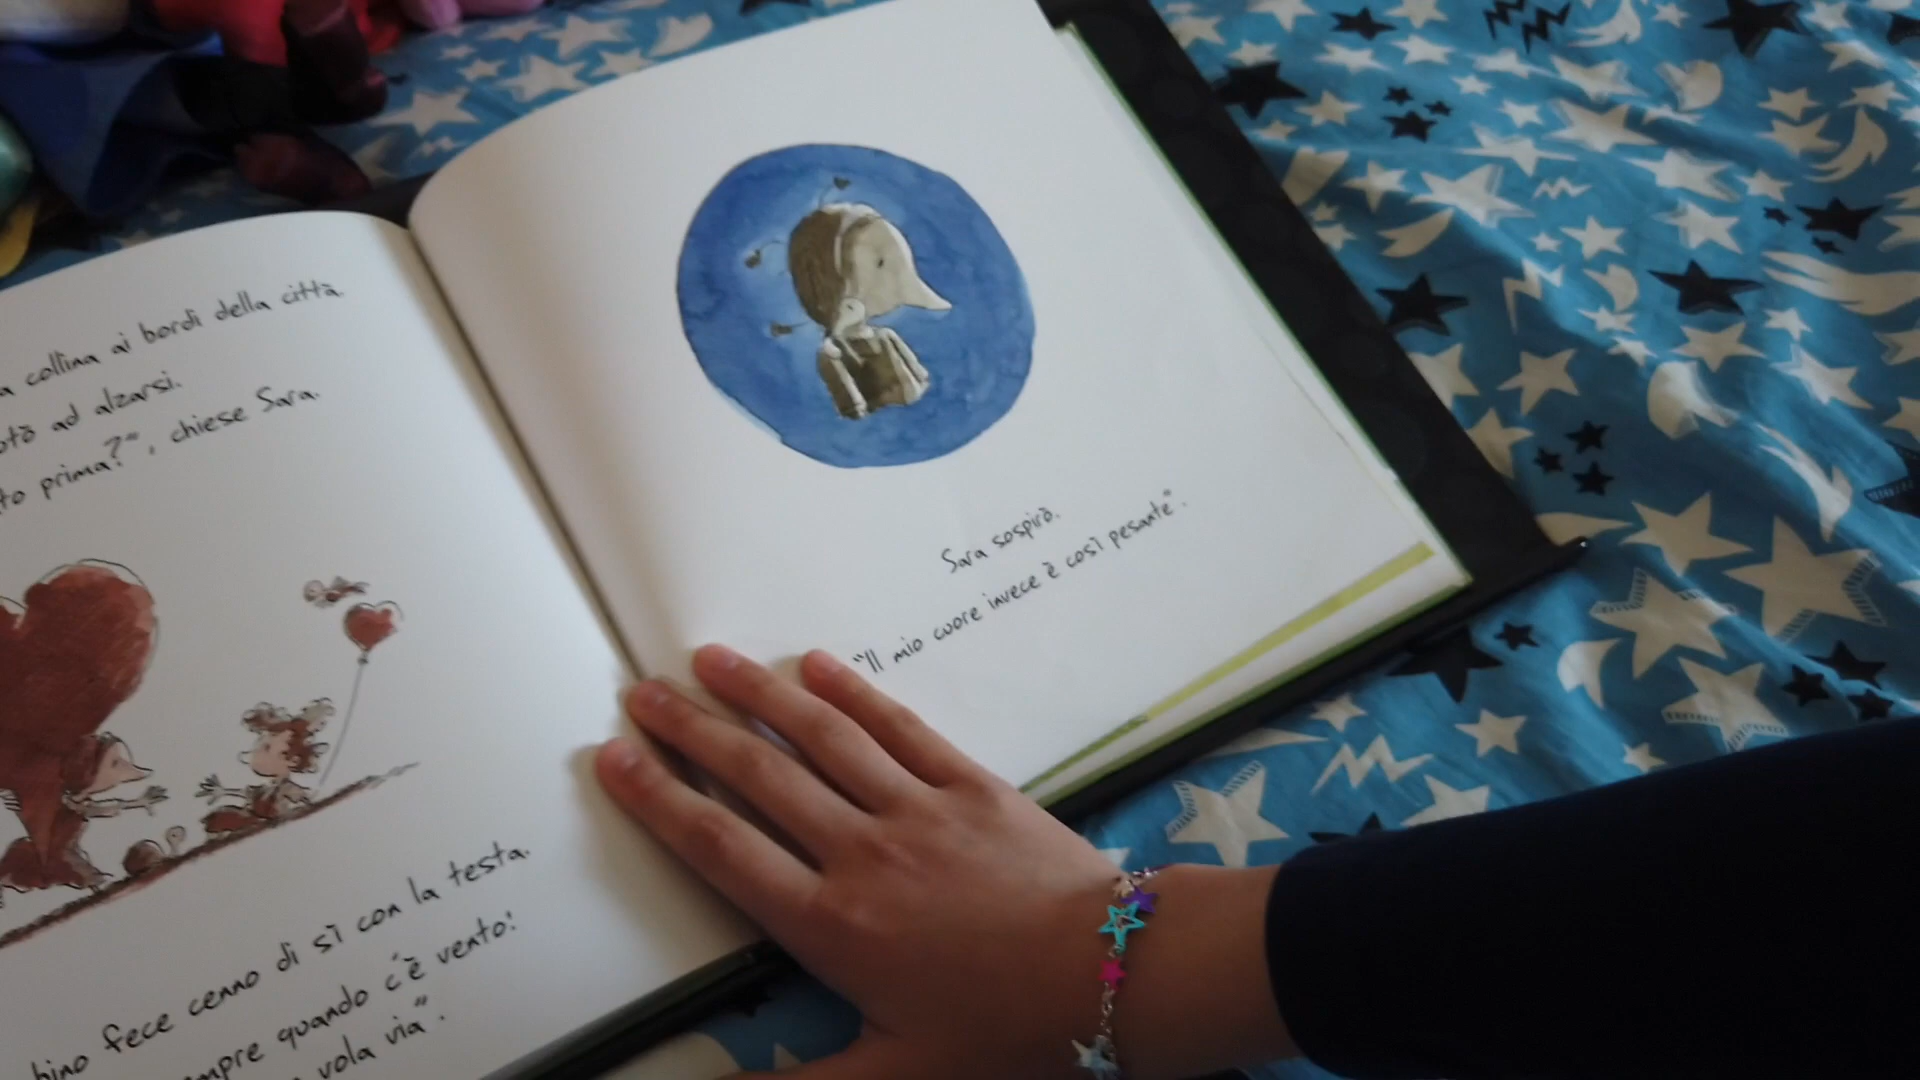 collina ai bordi della città.
ad alzarsi.
prima?", chiese Sara.
fece cenno di sì con la testa.
quando c'è vento:
vola via".
Sara sospirò.
"Il mio cuore invece è così pesante".